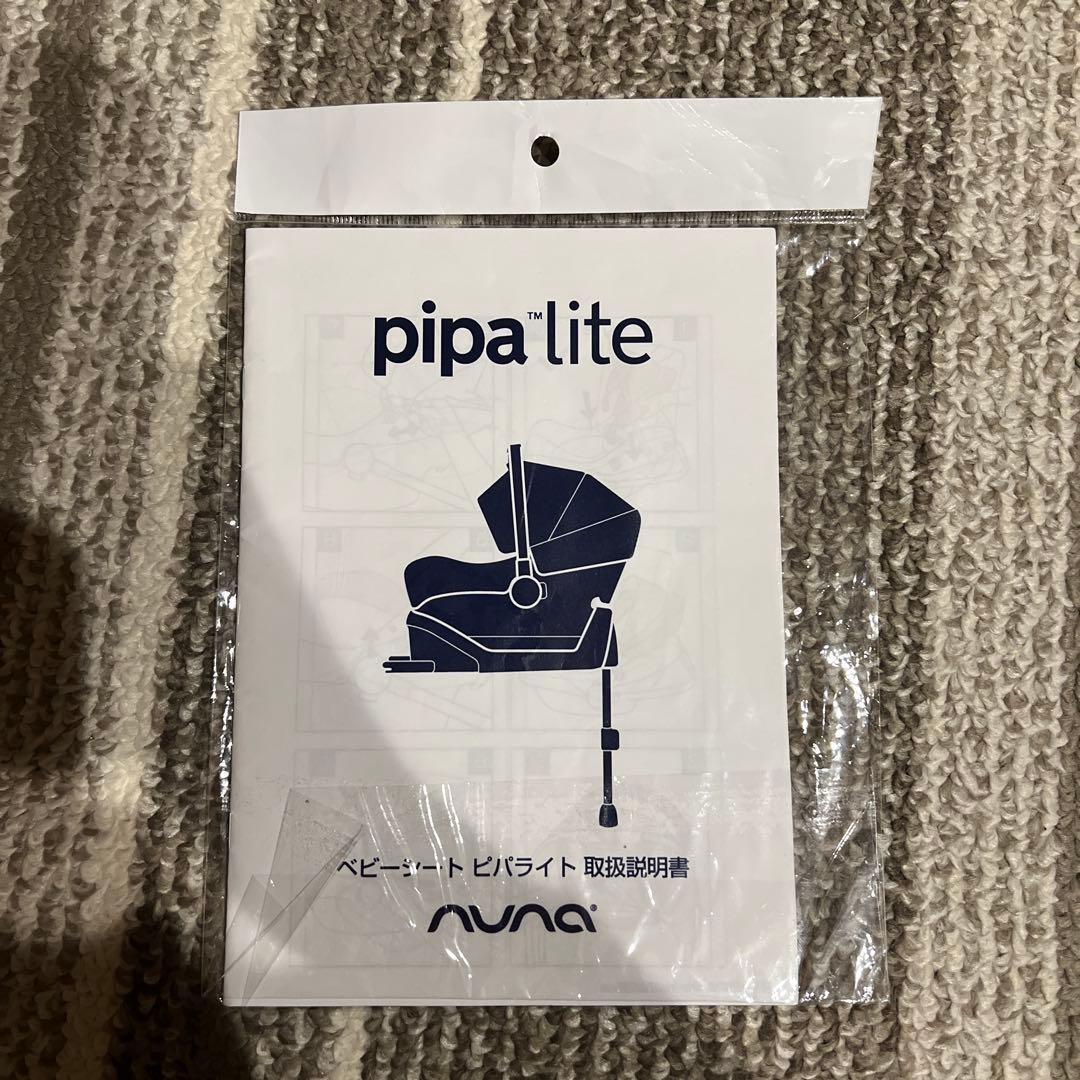 pipa™ lite
ベビーシート ピパライト 取扱説明書
nuna®